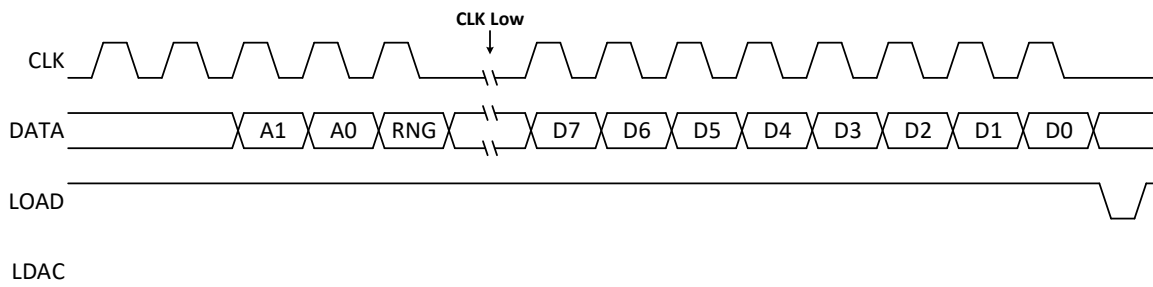 CLK Low
CLK
DATA A1 A0 RNG D7 D6 D5 D4 D3 D2 D1 D0
LOAD
LDAC